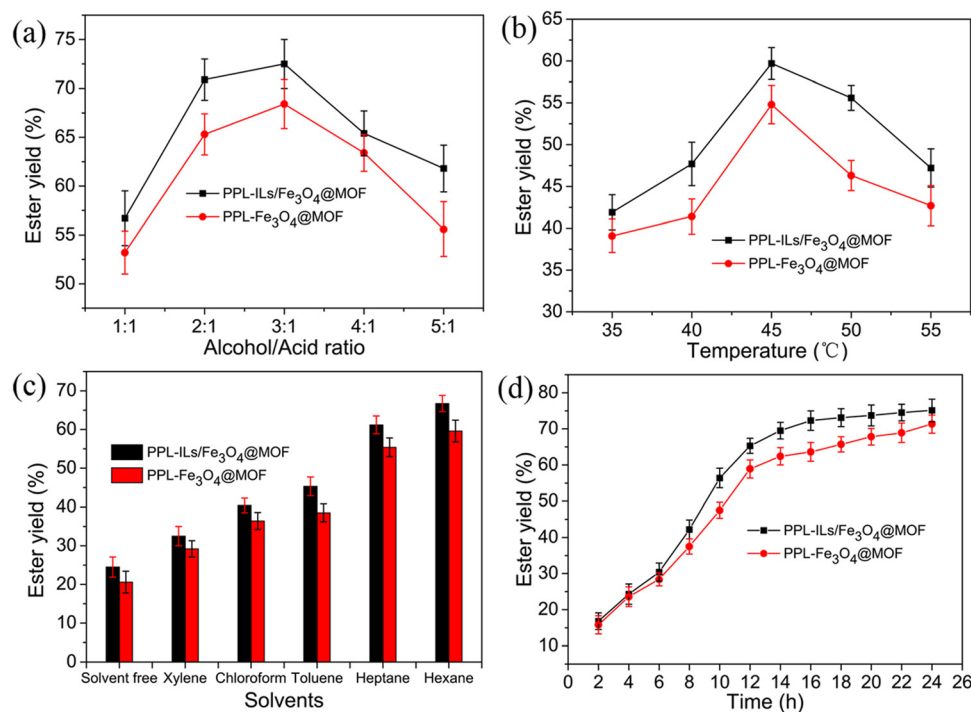 (a)
Ester yield (%)
75
70
65
60
55
50
PPL-ILs/Fe₃O₄@MOF
PPL-Fe₃O₄@MOF
1:1 2:1 3:1 4:1 5:1
Alcohol/Acid ratio
(b)
Ester yield (%)
65
60
55
50
45
40
35
30
PPL-ILs/Fe₃O₄@MOF
PPL-Fe₃O₄@MOF
35 40 45 50 55
Temperature (℃)
(c)
Ester yield (%)
70
60
50
40
30
20
10
0
PPL-ILs/Fe₃O₄@MOF
PPL-Fe₃O₄@MOF
Solvent free Xylene Chloroform Toluene Heptane Hexane
Solvents
(d)
Ester yield (%)
80
70
60
50
40
30
20
10
PPL-ILs/Fe₃O₄@MOF
PPL-Fe₃O₄@MOF
0 2 4 6 8 10 12 14 16 18 20 22 24 26
Time (h)